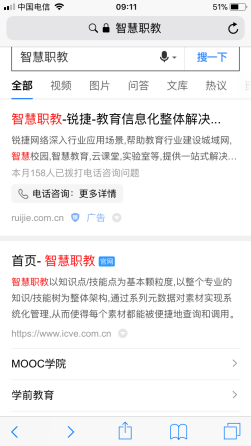 中国电信 09:11 51%
智慧职教
智慧职教 搜一下
全部 视频 图片 问答 文库 热议
智慧职教-锐捷-教育信息化整体解决...
锐捷网络深入行业应用场景,帮助教育行业建设城域网,
智慧校园,智慧教育,云课堂,实验室等,提供一站式解决...
本月158人已拨打电话咨询问题
电话咨询：更多详情
ruijie.com.cn 广告
首页- 智慧职教 官网
智慧职教以知识点/技能点为基本颗粒度,以整个专业的
知识/技能树为整体架构,通过系列元数据对素材实现系
统化管理,从而使得每个素材都能被便捷地查询和调用。
https://www.icve.com.cn
MOOC学院
学前教育